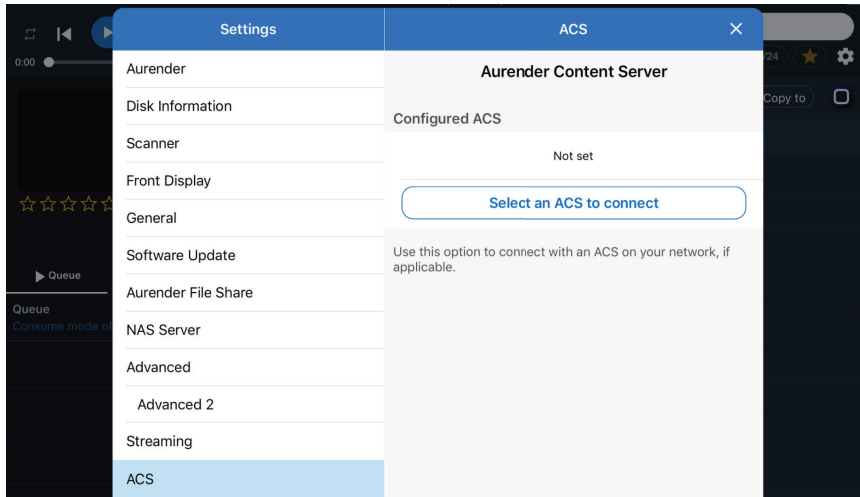 Settings
ACS
0:00
/24
Aurender
Aurender Content Server
Disk Information
Copy to
Configured ACS
Scanner
Not set
Front Display
Select an ACS to connect
General
Use this option to connect with an ACS on your network, if
applicable.
Software Update
Queue
Aurender File Share
Queue
Consume mode of
NAS Server
Advanced
Advanced 2
Streaming
ACS